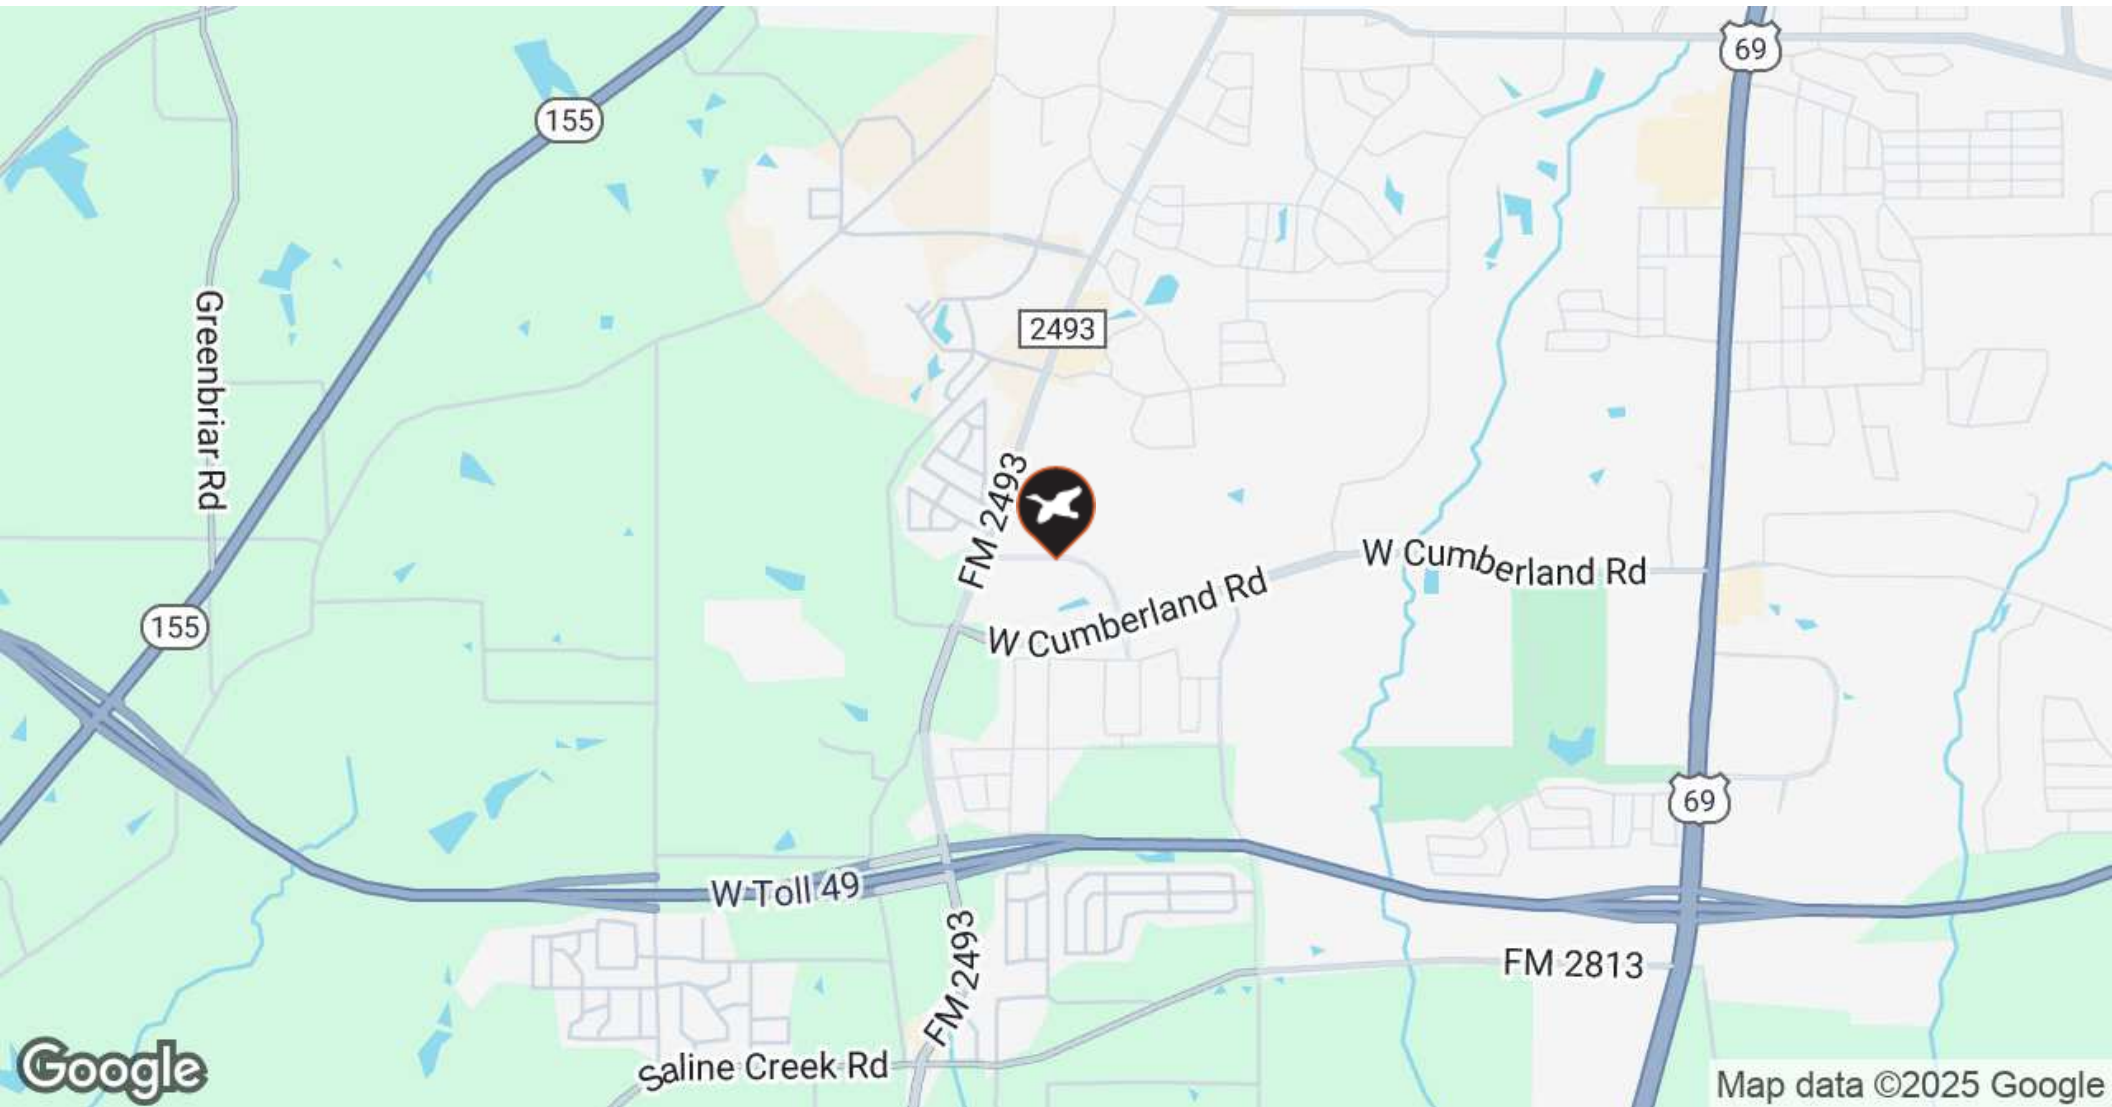 69
155
Greenbriar Rd
2493
FM 2493
W Cumberland Rd
W Cumberland Rd
155
69
W Toll 49
FM 2493
FM 2813
Saline Creek Rd
Google
Map data ©2025 Google